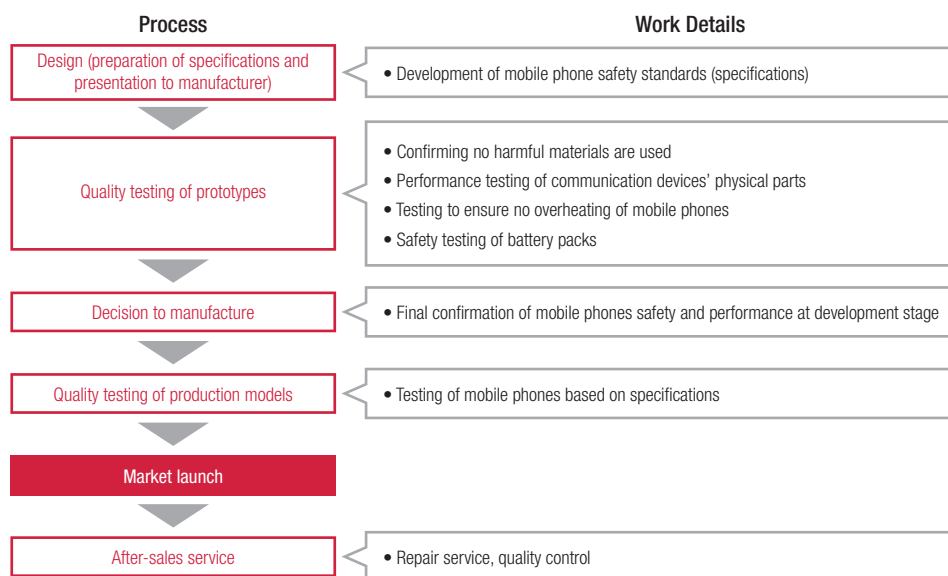 Process
Work Details
Design (preparation of specifications and
presentation to manufacturer)
• Development of mobile phone safety standards (specifications)
Quality testing of prototypes
• Confirming no harmful materials are used
• Performance testing of communication devices’ physical parts
• Testing to ensure no overheating of mobile phones
• Safety testing of battery packs
Decision to manufacture
• Final confirmation of mobile phones safety and performance at development stage
Quality testing of production models
• Testing of mobile phones based on specifications
Market launch
After-sales service
• Repair service, quality control